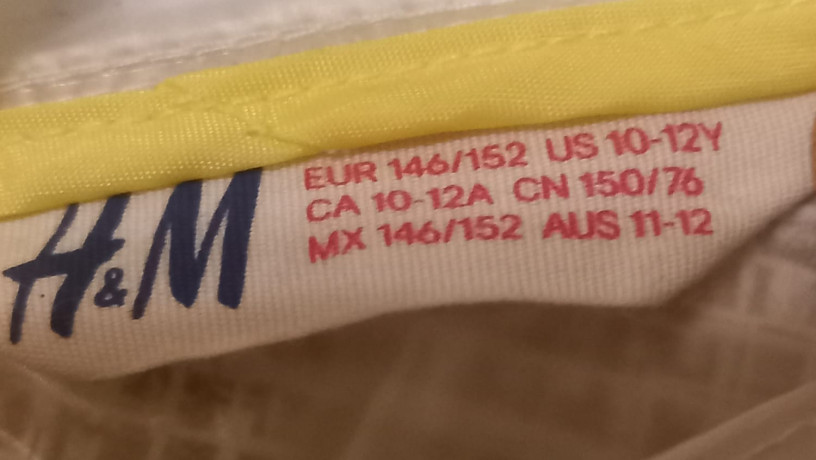 H&M
EUR 146/152 US 10-12Y
CA 10-12A CN 150/76
MX 146/152 AUS 11-12